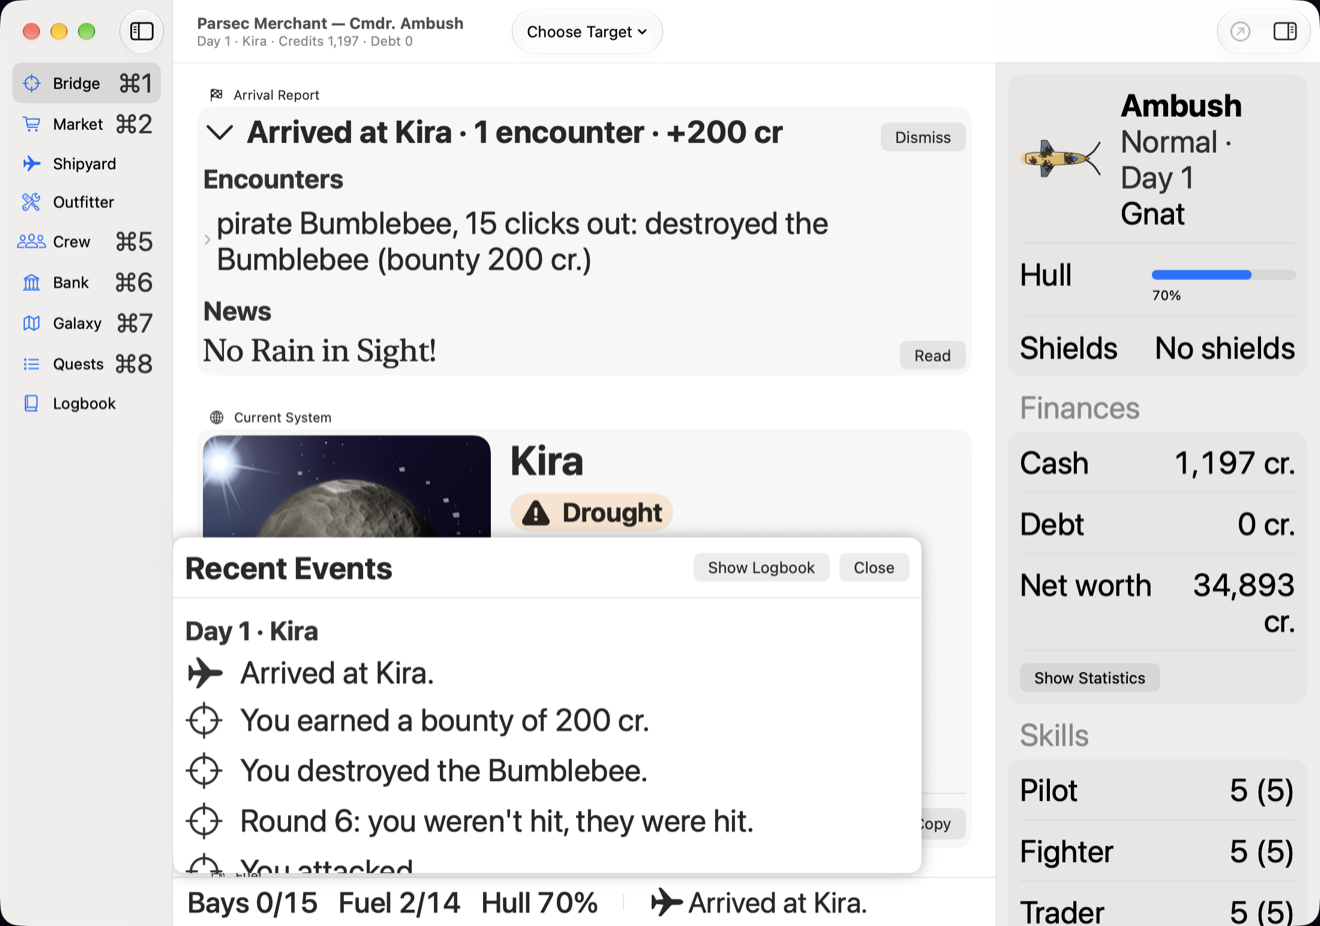 Parsec Merchant — Cmdr. Ambush
Day 1 · Kira · Credits 1,197 · Debt 0
Choose Target
Bridge ⌘1
Market ⌘2
Shipyard
Outfitter
Crew ⌘5
Bank ⌘6
Galaxy ⌘7
Quests ⌘8
Logbook
Arrival Report
Arrived at Kira · 1 encounter · +200 cr
Dismiss
Encounters
pirate Bumblebee, 15 clicks out: destroyed the
Bumblebee (bounty 200 cr.)
News
No Rain in Sight!
Read
Current System
Kira
Drought
Recent Events
Show Logbook
Close
Day 1 · Kira
Arrived at Kira.
You earned a bounty of 200 cr.
You destroyed the Bumblebee.
Round 6: you weren't hit, they were hit.
You attacked
Bays 0/15 Fuel 2/14 Hull 70% Arrived at Kira.
Ambush
Normal ·
Day 1
Gnat
Hull
70%
Shields No shields
Finances
Cash 1,197 cr.
Debt 0 cr.
Net worth 34,893
cr.
Show Statistics
Skills
Pilot 5 (5)
Fighter 5 (5)
Trader 5 (5)